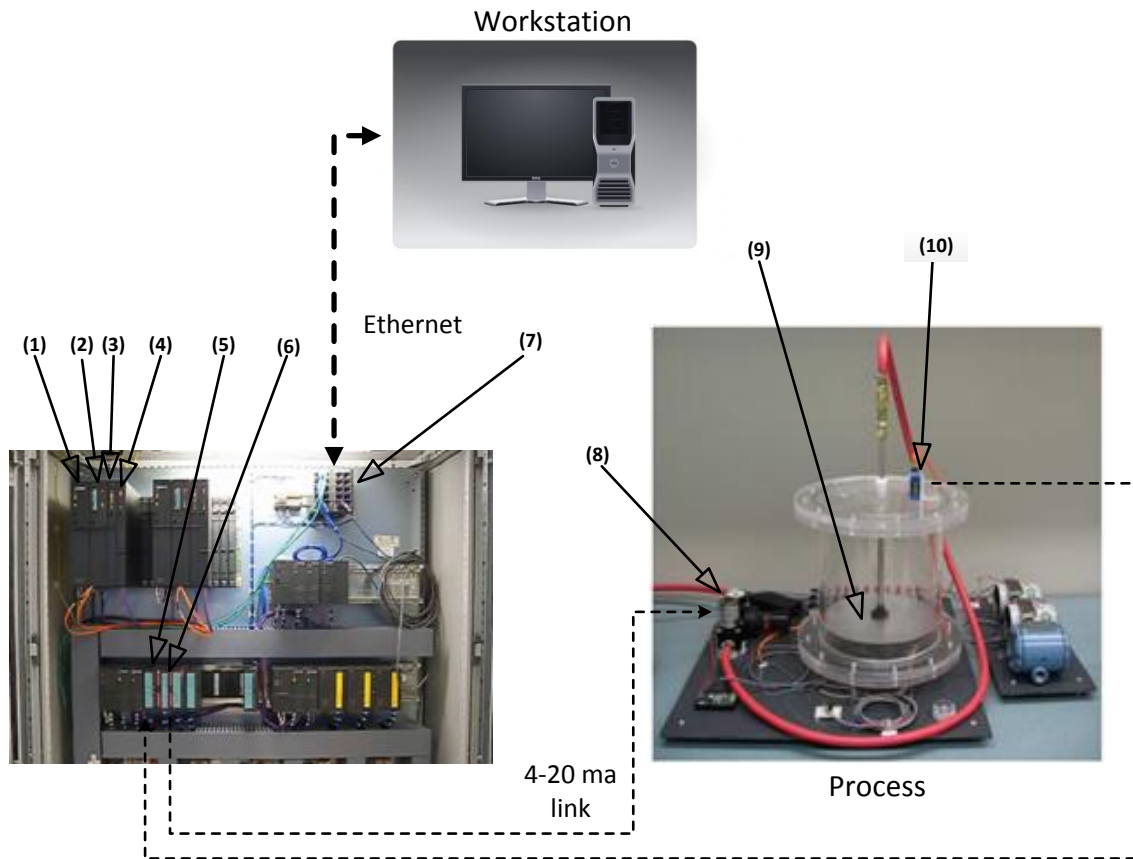 Workstation
(9)
(10)
Ethernet
(1)
(2)
(3)
(4)
(5)
(6)
(7)
(8)
4-20 ma
link
Process